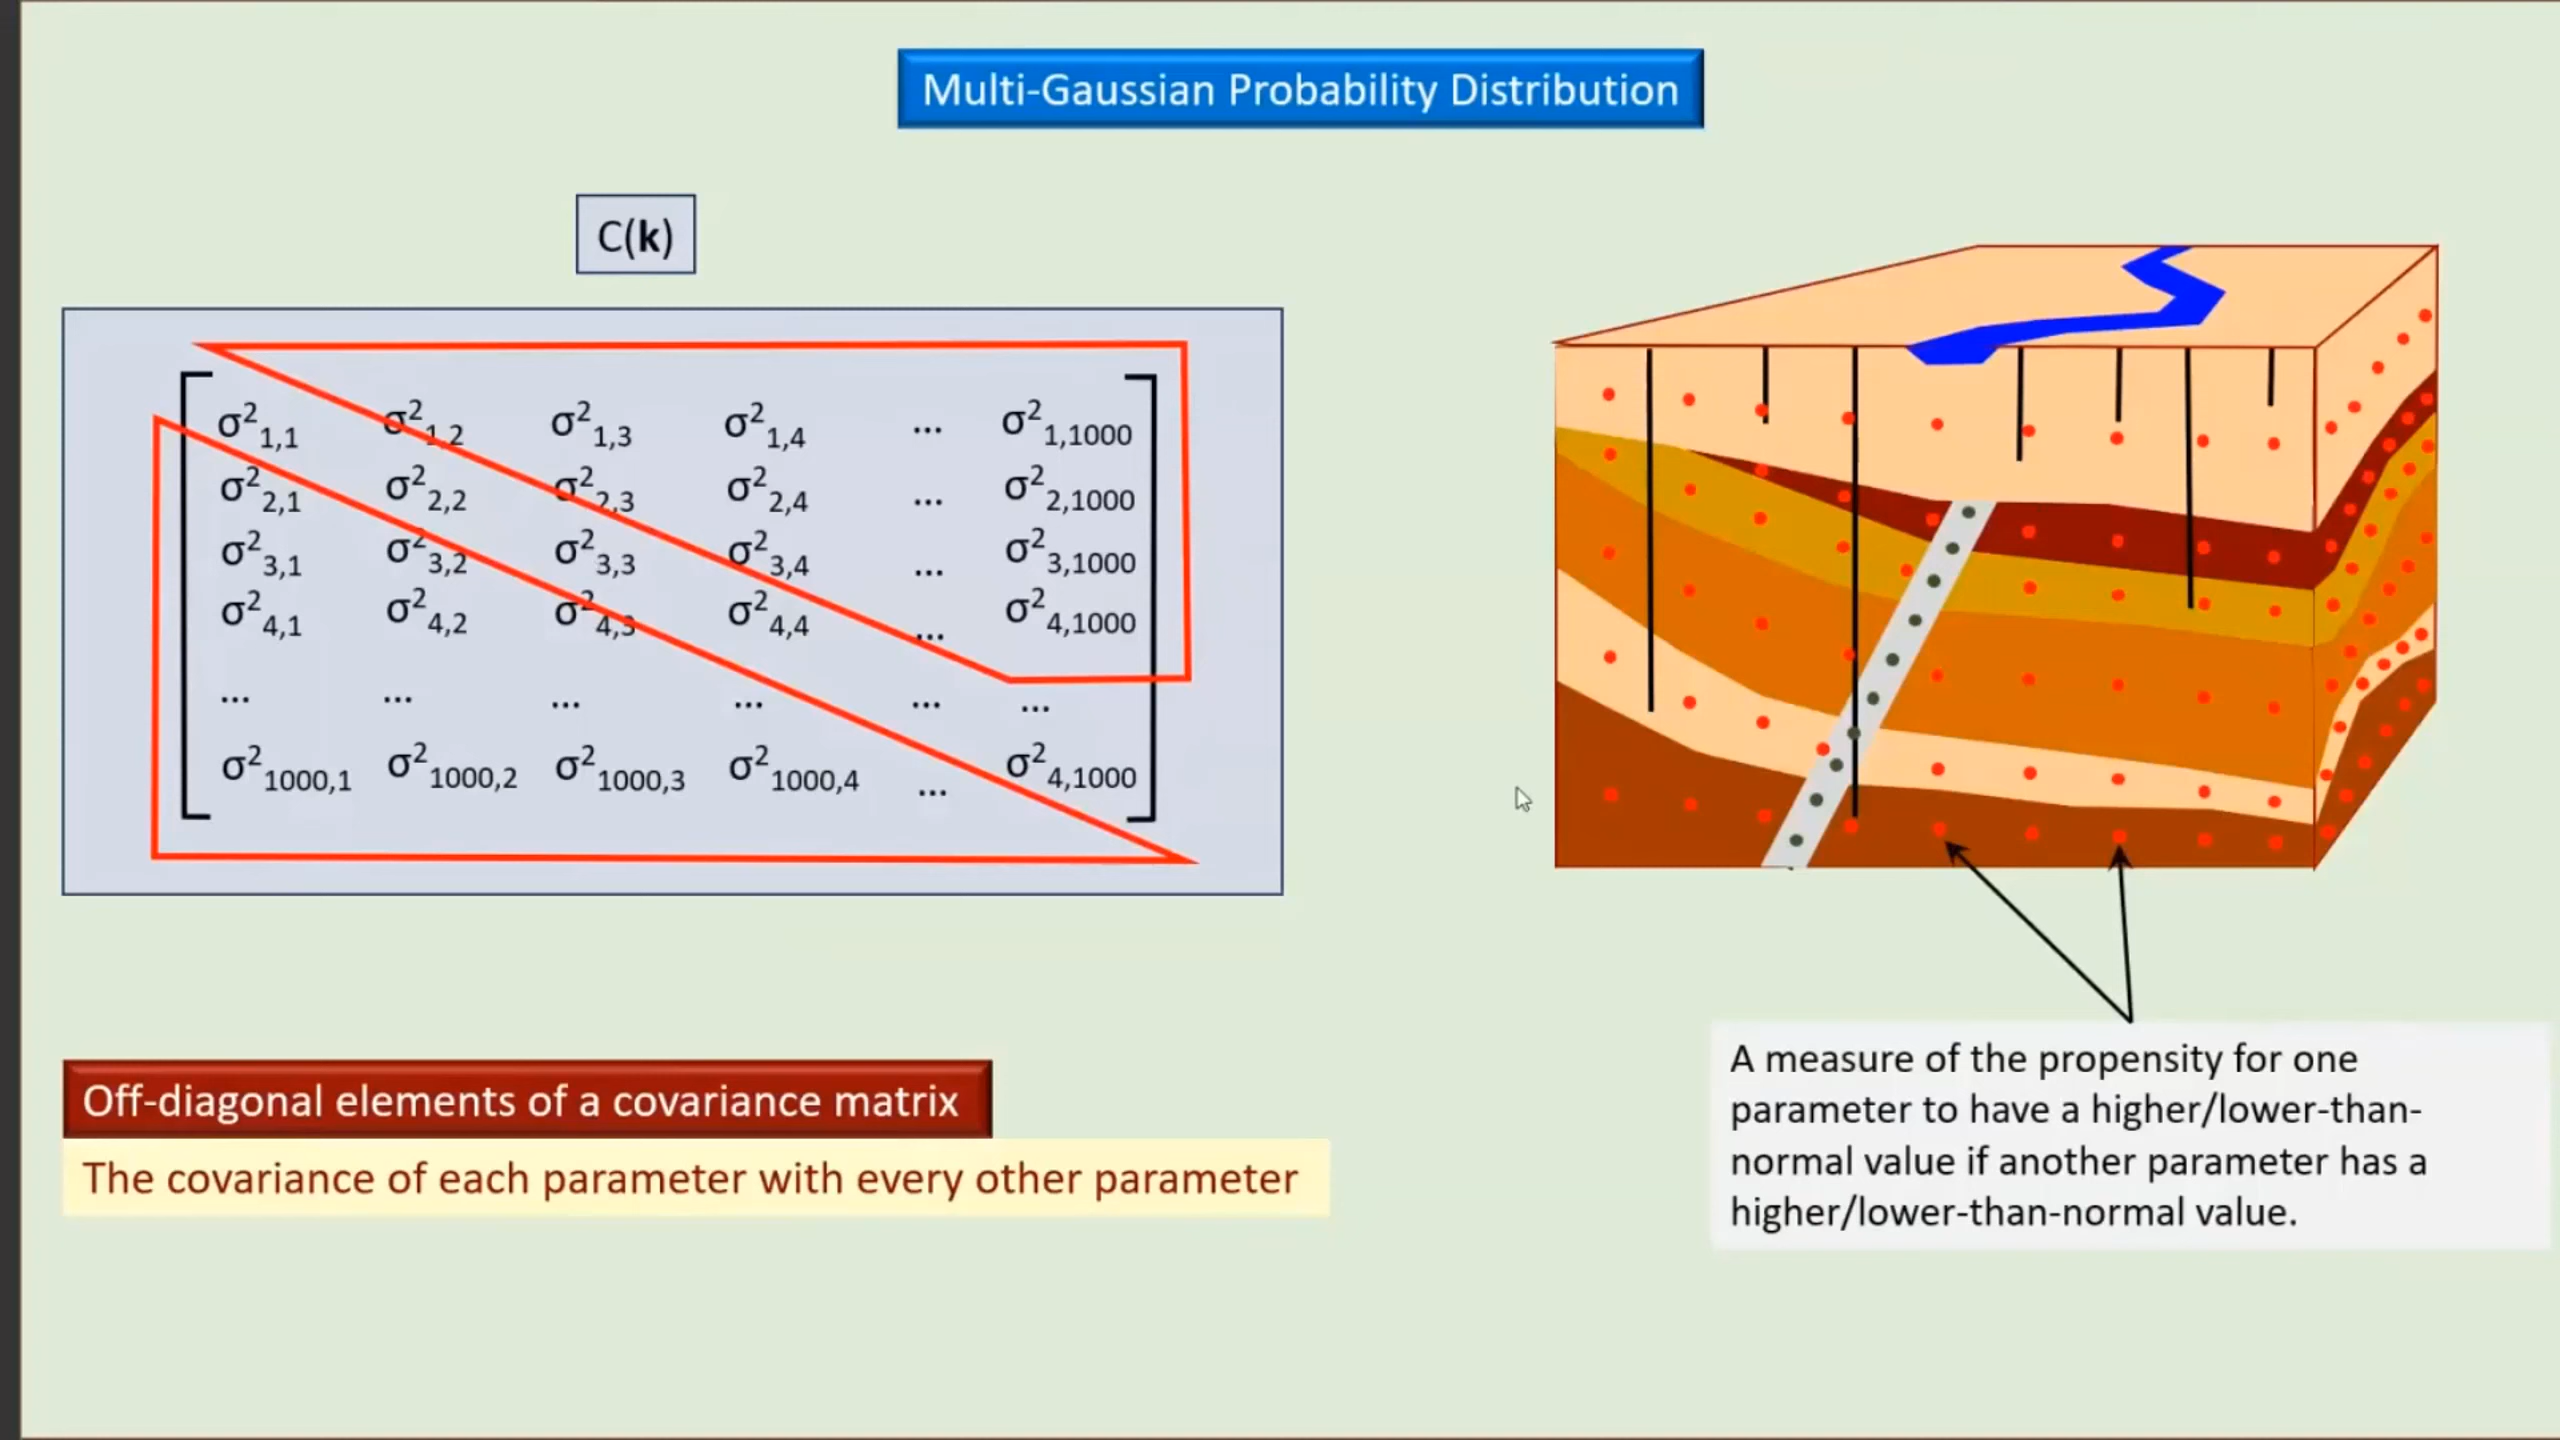 Multi-Gaussian Probability Distribution
C(k)
σ²1,1 σ²1,2 σ²1,3 σ²1,4 ... σ²1,1000
σ²2,1 σ²2,2 σ²2,3 σ²2,4 ... σ²2,1000
σ²3,1 σ²3,2 σ²3,3 σ²3,4 ... σ²3,1000
σ²4,1 σ²4,2 σ²4,3 σ²4,4 ... σ²4,1000
... ... ... ... ... ...
σ²1000,1 σ²1000,2 σ²1000,3 σ²1000,4 ... σ²4,1000
Off-diagonal elements of a covariance matrix
The covariance of each parameter with every other parameter
A measure of the propensity for one
parameter to have a higher/lower-than-
normal value if another parameter has a
higher/lower-than-normal value.